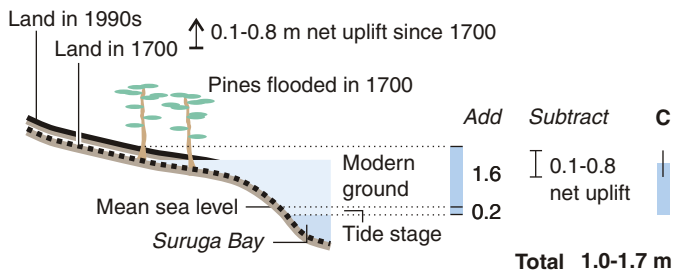 Land in 1990s
Land in 1700
0.1-0.8 m net uplift since 1700
Pines flooded in 1700
Add Subtract C
Modern
ground
1.6
0.1-0.8
net uplift
Mean sea level
0.2
Suruga Bay
Tide stage
Total 1.0-1.7 m